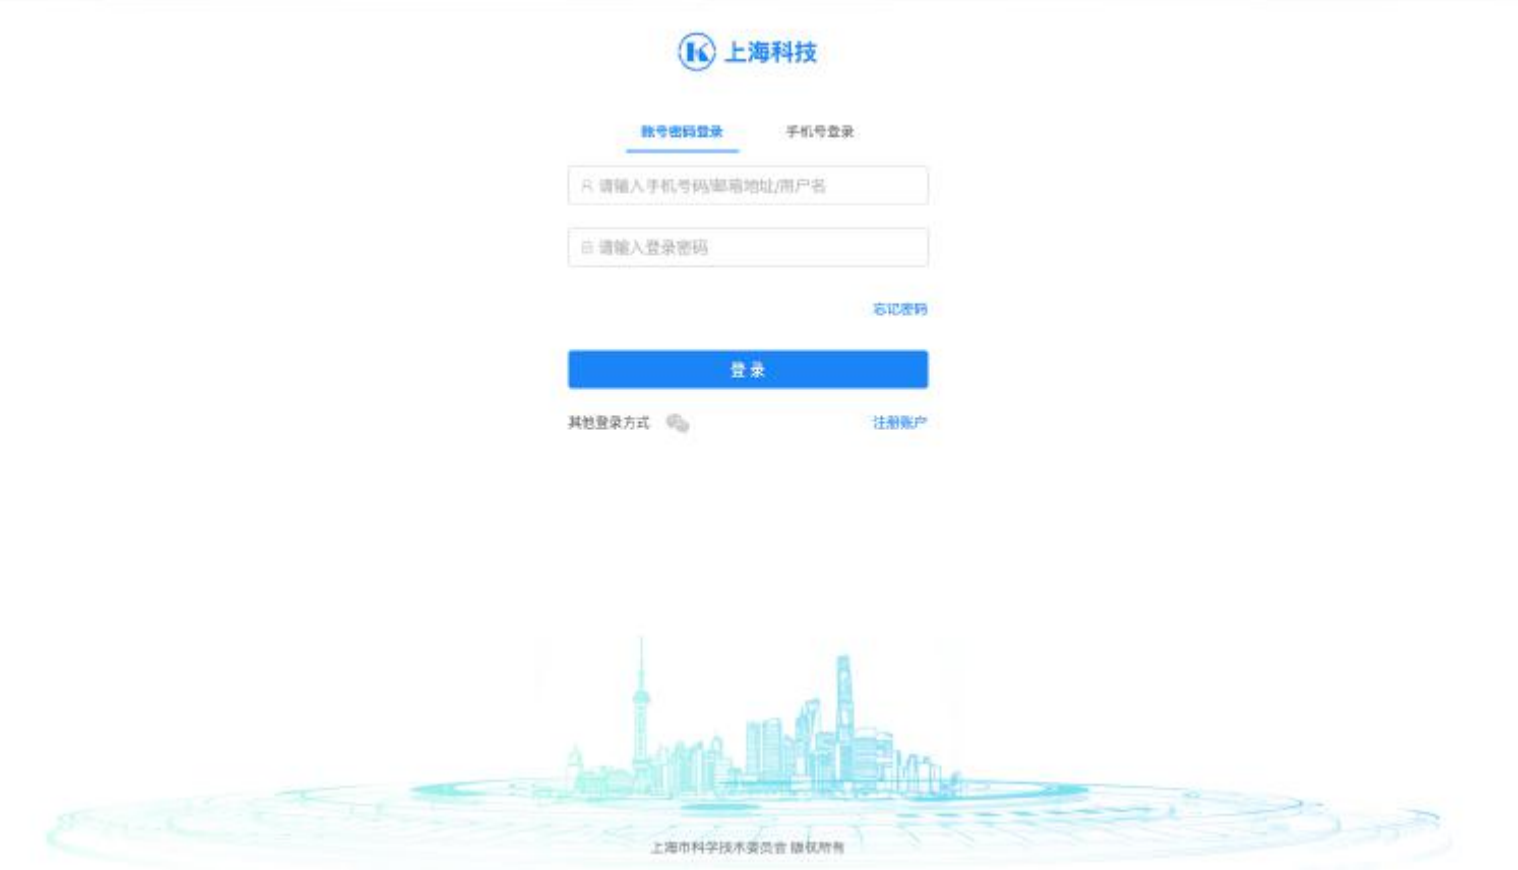 上海科技
账号密码登录 手机号登录
请输入手机号码/邮箱地址/用户名
请输入登录密码
忘记密码
登录
其他登录方式 注册账户
上海市科学技术委员会 版权所有